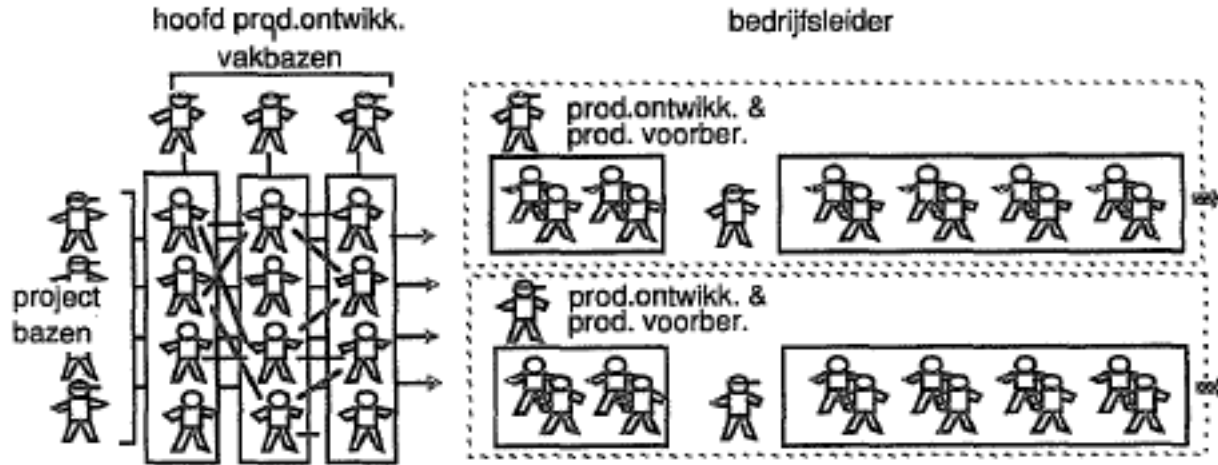 hoofd prod.ontwikk.
vakbazen
project
bazen
bedrijfsleider
prod.ontwikk. &
prod. voorber.
prod.ontwikk. &
prod. voorber.